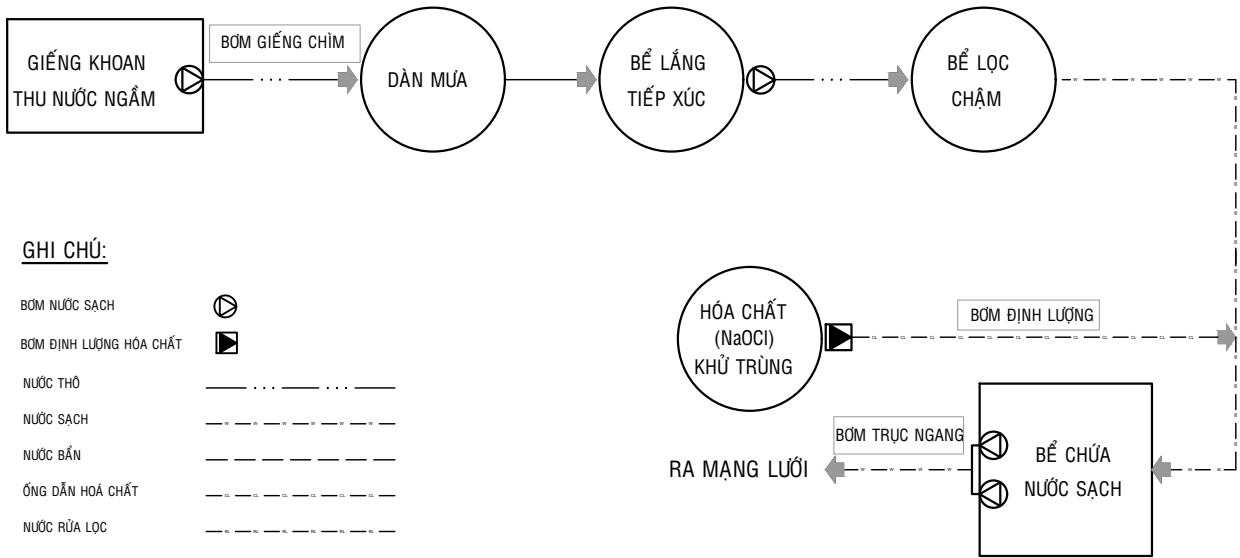 GIẾNG KHOAN
THU NƯỚC NGẦM
BƠM GIẾNG CHÌM
DÀN MƯA
BỂ LẮNG
TIẾP XÚC
BỂ LỌC
CHẬM
GHI CHÚ:
BƠM NƯỚC SẠCH
BƠM ĐỊNH LƯỢNG HÓA CHẤT
NƯỚC THÔ
NƯỚC SẠCH
NƯỚC BẨN
ỐNG DẪN HOÁ CHẤT
NƯỚC RỬA LỌC
HÓA CHẤT
(NaOCl)
KHỬ TRÙNG
BƠM ĐỊNH LƯỢNG
BƠM TRỤC NGANG
RA MẠNG LƯỚI
BỂ CHỨA
NƯỚC SẠCH